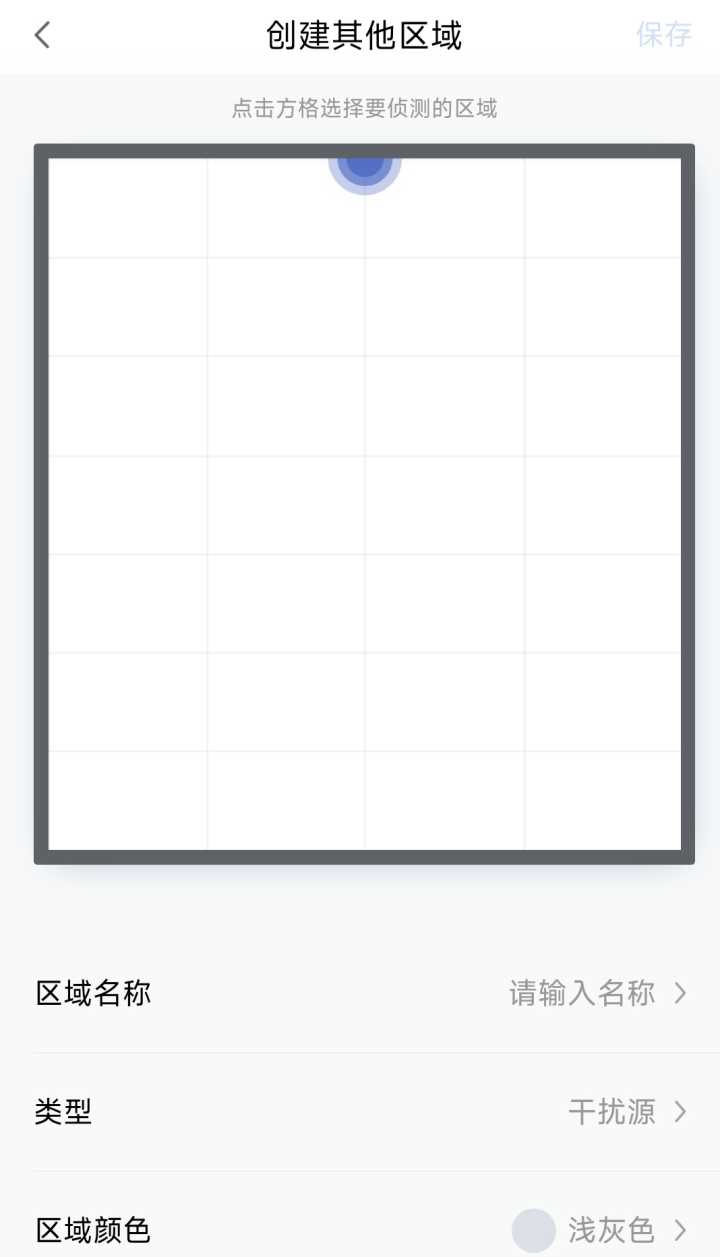 创建其他区域
保存
点击方格选择要侦测的区域
区域名称
请输入名称
类型
干扰源
区域颜色
浅灰色